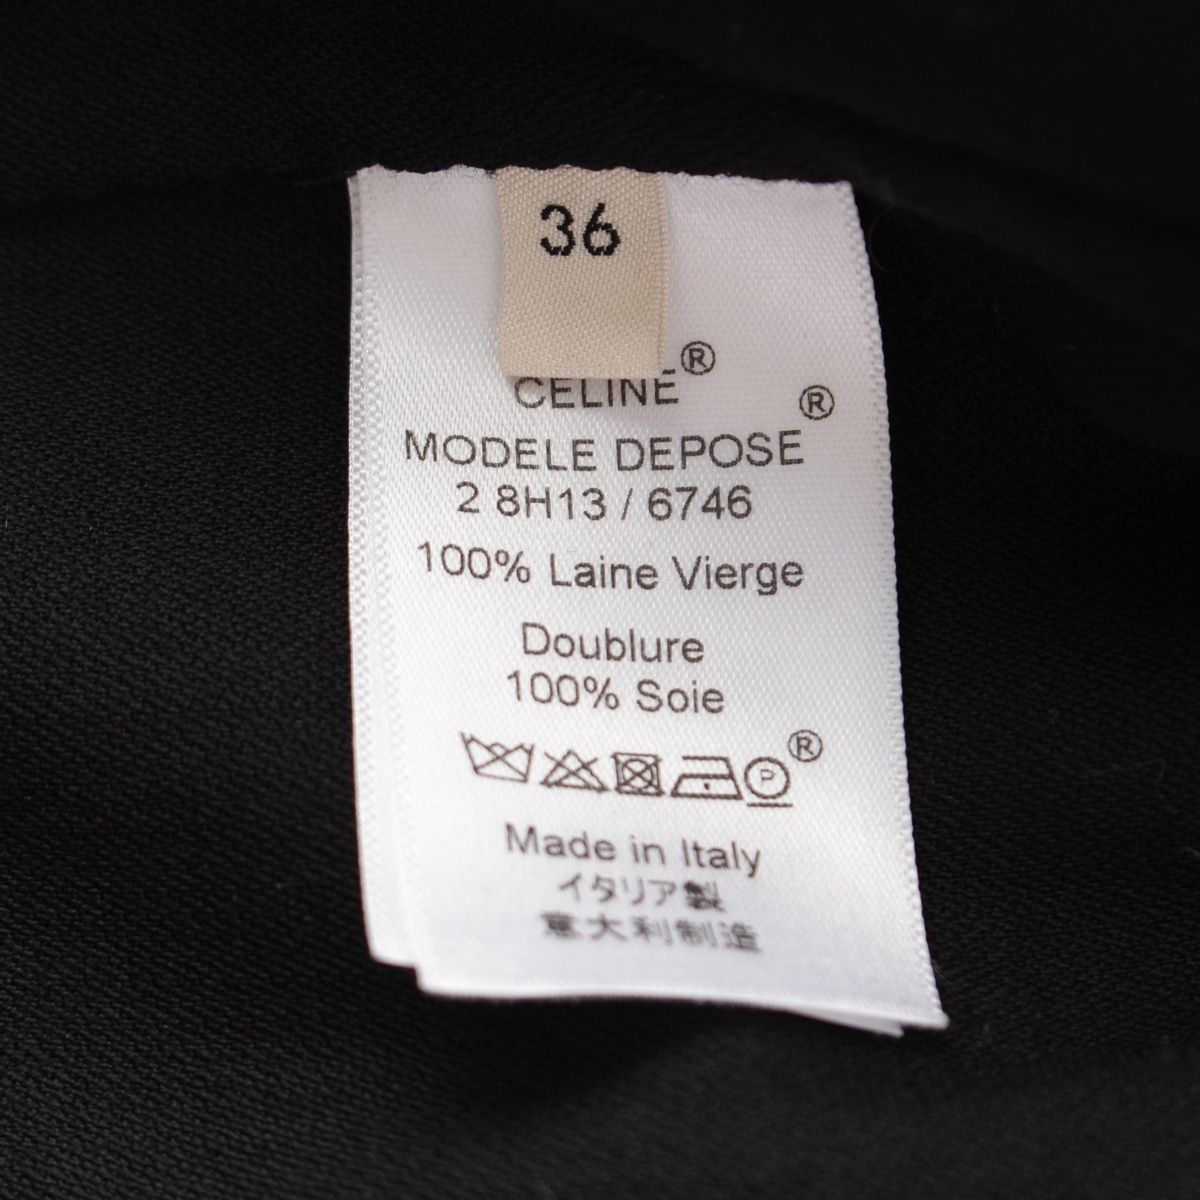 36
CÉLINE®
MODELE DEPOSE®
2 8H13 / 6746
100% Laine Vierge
Doublure
100% Soie
P ®
Made in Italy
イタリア製
意大利制造